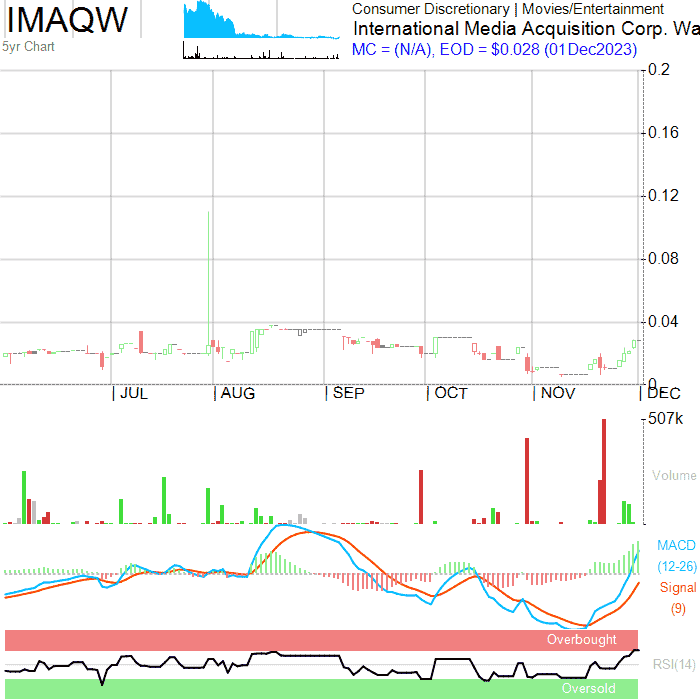 IMAQW
5yr Chart
Consumer Discretionary | Movies/Entertainment
International Media Acquisition Corp. Wa
MC = (N/A), EOD = $0.028 (01Dec2023)
0.2
0.16
0.12
0.08
0.04
0
| JUL | AUG | SEP | OCT | NOV | DEC
507k
Volume
MACD
(12-26)
Signal
(9)
Overbought
RSI(14)
Oversold